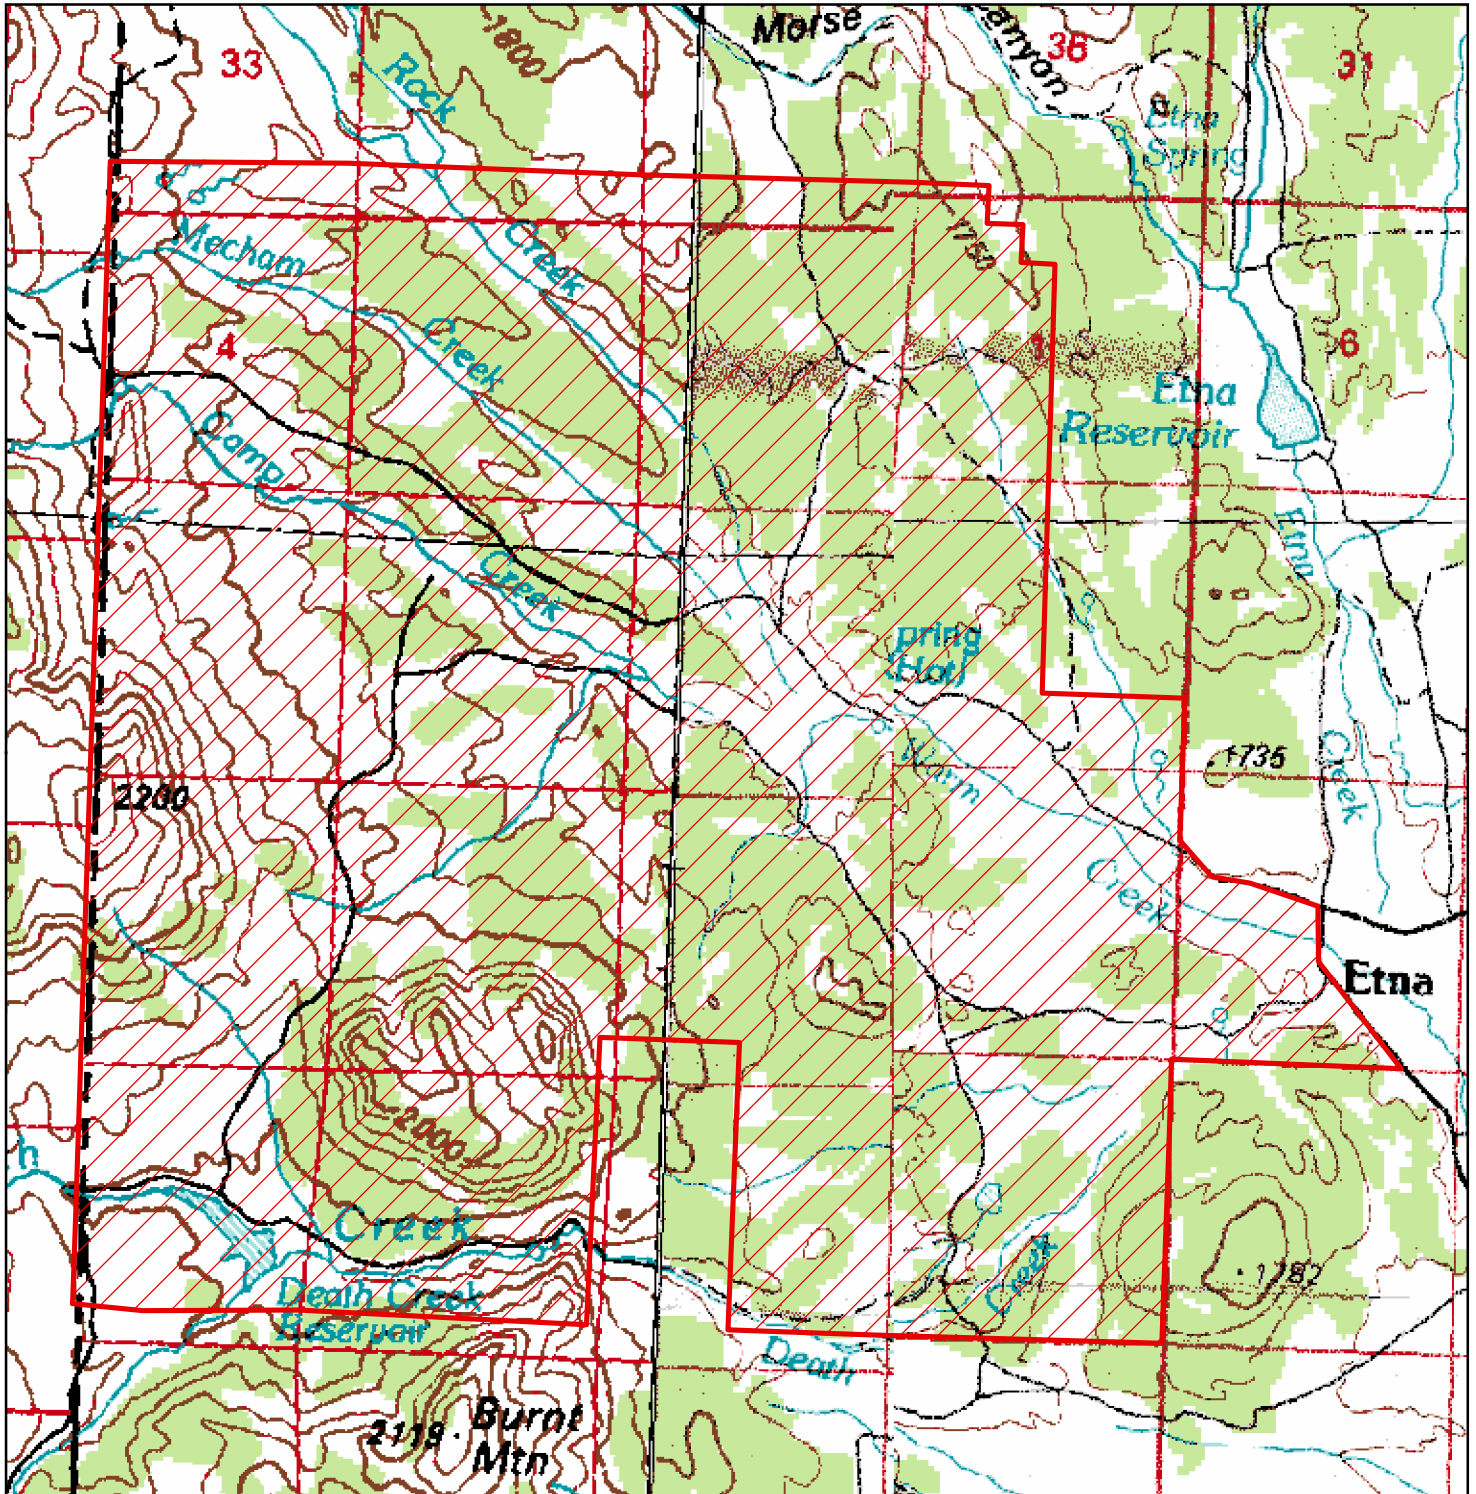 Morse
Canyon
36
31
33
1800
Rock
Etna
Spring
Mecham
Creek
1750
4
Creek
1
6
Etna
Reservoir
Camp
Creek
Etna
pring
(Hot)
Warm
1735
Creek
2200
Creek
Etna
2000
h
Creek
Creek
1782
Death Creek
Reservoir
Death
2119
Burnt
Mtn